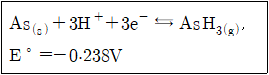 As₍s₎+3H⁺+3e⁻ ⇆ AsH₃₍g₎,
E°=-0.238V